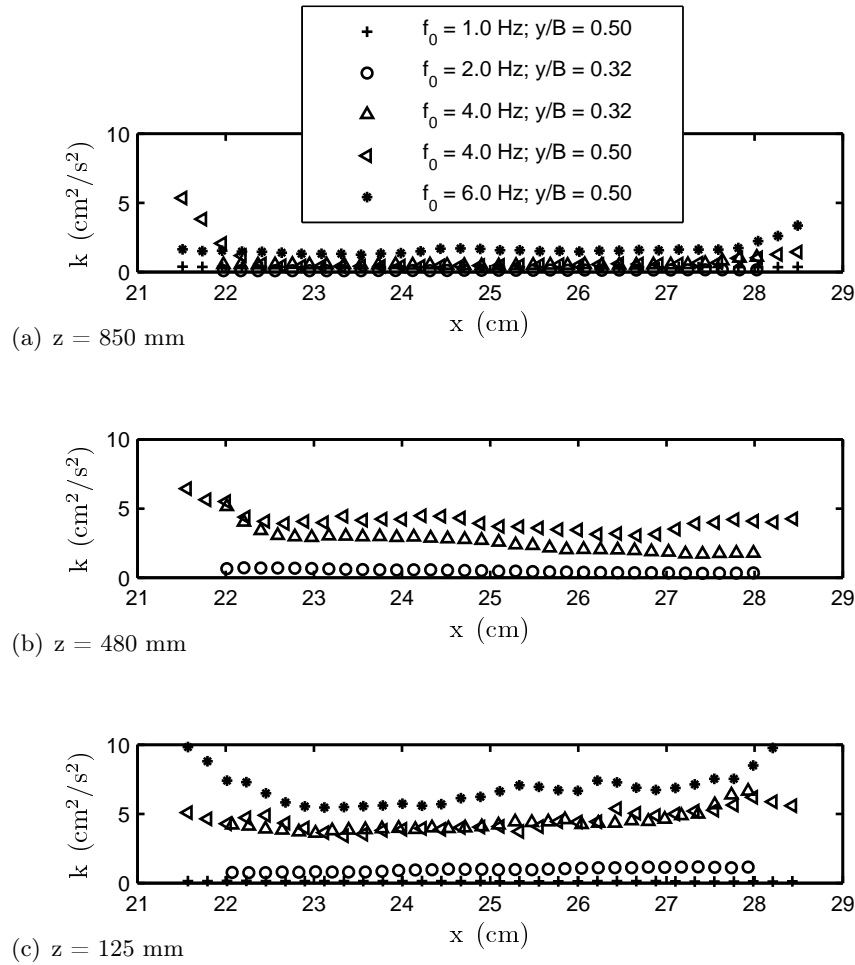 f₀ = 1.0 Hz; y/B = 0.50
f₀ = 2.0 Hz; y/B = 0.32
f₀ = 4.0 Hz; y/B = 0.32
f₀ = 4.0 Hz; y/B = 0.50
f₀ = 6.0 Hz; y/B = 0.50
10
5
0
k (cm²/s²)
21 22 23 24 25 26 27 28 29
x (cm)
(a) z = 850 mm
10
5
0
k (cm²/s²)
21 22 23 24 25 26 27 28 29
x (cm)
(b) z = 480 mm
10
5
0
k (cm²/s²)
21 22 23 24 25 26 27 28 29
x (cm)
(c) z = 125 mm